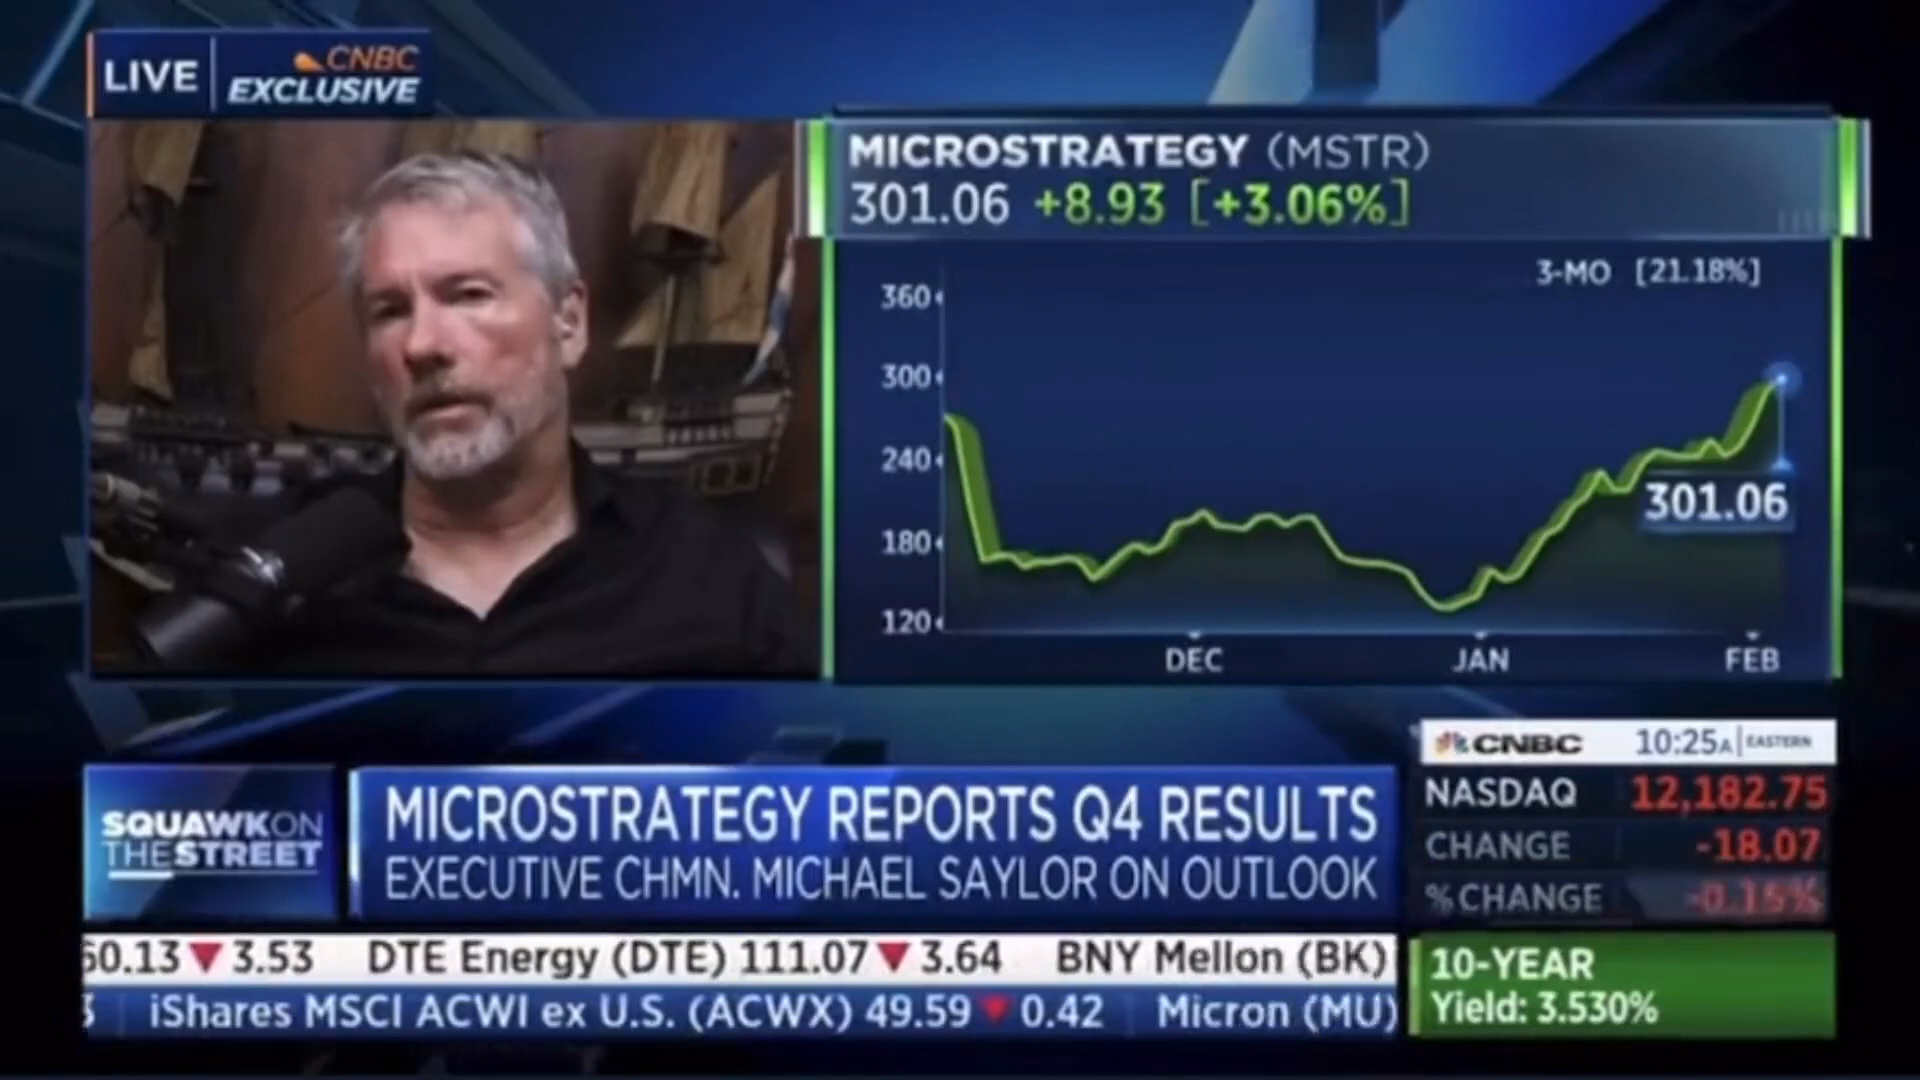 LIVE
CNBC
EXCLUSIVE
MICROSTRATEGY (MSTR)
301.06 +8.93 [+3.06%]
3-MO [21.18%]
360
300
240
180
120
301.06
DEC JAN FEB
CNBC 10:25A EASTERN
NASDAQ 12,182.75
CHANGE -18.07
% CHANGE -0.15%
10-YEAR
Yield: 3.530%
SQUAWK ON
THE STREET
MICROSTRATEGY REPORTS Q4 RESULTS
EXECUTIVE CHMN. MICHAEL SAYLOR ON OUTLOOK
60.13▼3.53 DTE Energy (DTE) 111.07▼3.64 BNY Mellon (BK)
iShares MSCI ACWI ex U.S. (ACWX) 49.59▼0.42 Micron (MU)